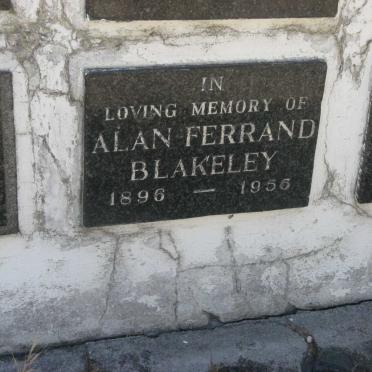 IN
LOVING MEMORY OF
ALAN FERRAND
BLAKELEY
1896 — 1956